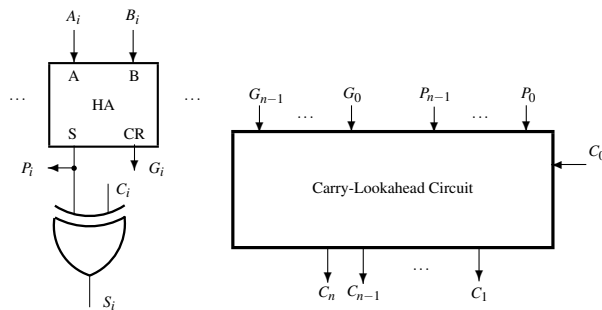 A_i B_i
A B
... HA ...
S CR
P_i G_i
C_i
S_i
G_{n−1} ... G_0 P_{n−1} ... P_0
C_0
Carry-Lookahead Circuit
C_n C_{n−1} ... C_1